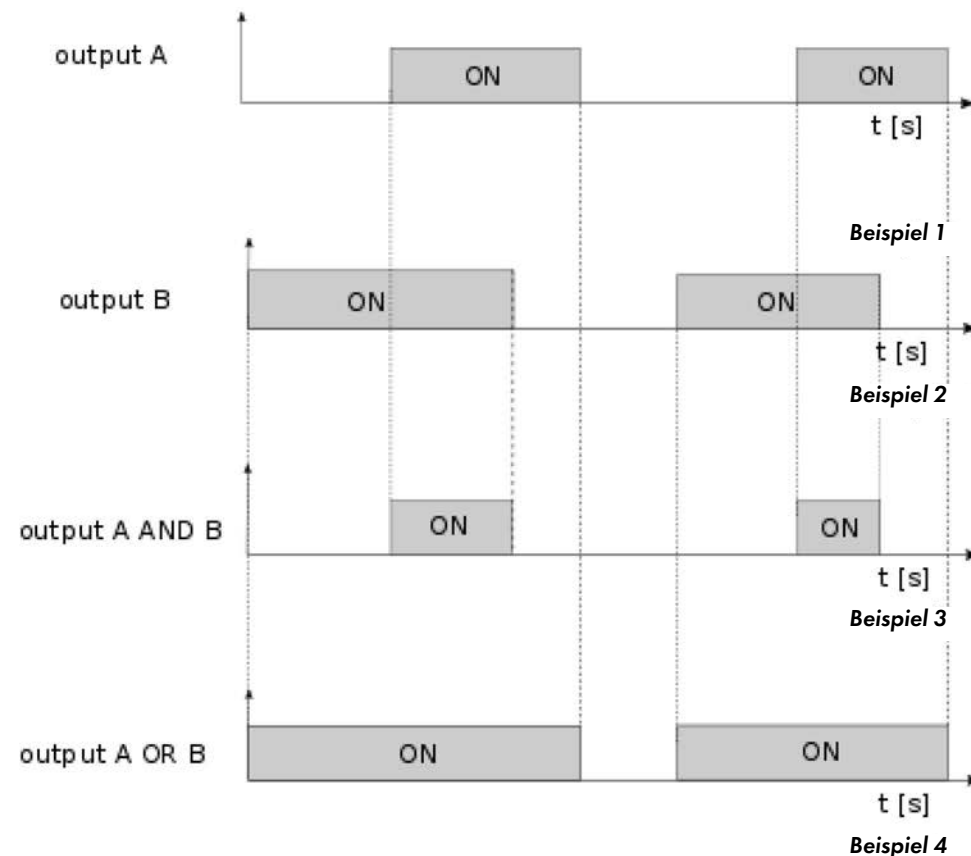 output A
ON
ON
t [s]
Beispiel 1
output B
ON
ON
t [s]
Beispiel 2
output A AND B
ON
ON
t [s]
Beispiel 3
output A OR B
ON
ON
t [s]
Beispiel 4